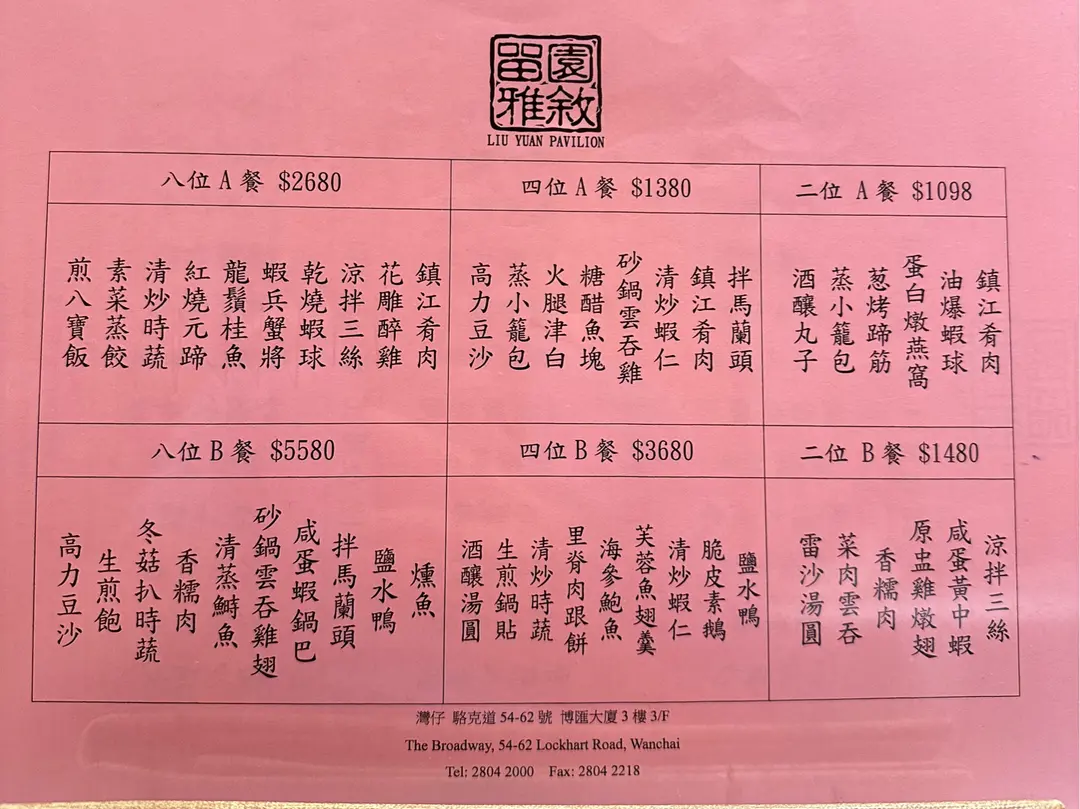 留園雅敘
LIU YUAN PAVILION
八位A餐 $2680
鎮江肴肉
花雕醉雞
涼拌三絲
乾燒蝦球
蝦兵蟹將
龍鬚桂魚
紅燒元蹄
清炒時蔬
素菜蒸餃
煎八寶飯
四位A餐 $1380
拌馬蘭頭
鎮江肴肉
清炒蝦仁
砂鍋雲吞雞
糖醋魚塊
火腿津白
蒸小籠包
高力豆沙
二位 A餐 $1098
鎮江肴肉
油爆蝦球
蛋白燉燕窩
葱烤蹄筋
蒸小籠包
酒釀丸子
八位B餐 $5580
燻魚
鹽水鴨
拌馬蘭頭
咸蛋蝦鍋巴
砂鍋雲吞雞翅
清蒸鰣魚
香糯肉
冬菇扒時蔬
生煎飽
高力豆沙
四位B餐 $3680
鹽水鴨
脆皮素鵝
清炒蝦仁
芙蓉魚翅羹
海參鮑魚
里脊肉跟餅
清炒時蔬
生煎鍋貼
酒釀湯圓
二位 B餐 $1480
涼拌三絲
咸蛋黃中蝦
原盅雞燉翅
香糯肉
菜肉雲吞
雷沙湯圓
灣仔 駱克道54-62號 博匯大廈3樓3/F
The Broadway, 54-62 Lockhart Road, Wanchai
Tel: 2804 2000 Fax: 2804 2218